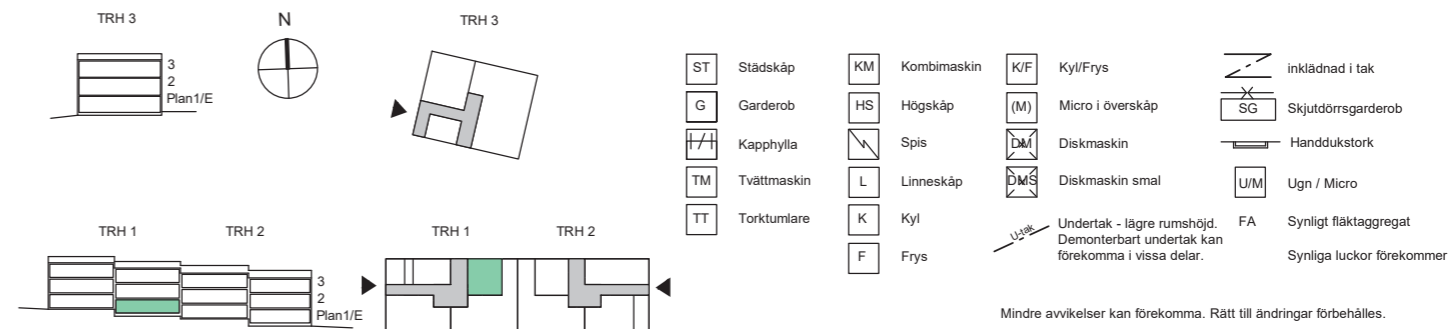 TRH 3
N
TRH 3
3
2
Plan1/E
ST Städskåp
G Garderob
Kapphylla
TM Tvättmaskin
TT Torktumlare
KM Kombimaskin
HS Högskåp
Spis
L Linneskåp
K Kyl
F Frys
K/F Kyl/Frys
(M) Micro i överskåp
DM Diskmaskin
DMS Diskmaskin smal
U-tak Undertak - lägre rumshöjd.
Demonterbart undertak kan
förekomma i vissa delar.
inklädnad i tak
SG Skjutdörrsgarderob
Handdukstork
U/M Ugn / Micro
FA Synligt fläktaggregat
Synliga luckor förekommer
TRH 1 TRH 2
3
2
Plan1/E
TRH 1 TRH 2
Mindre avvikelser kan förekomma. Rätt till ändringar förbehålles.